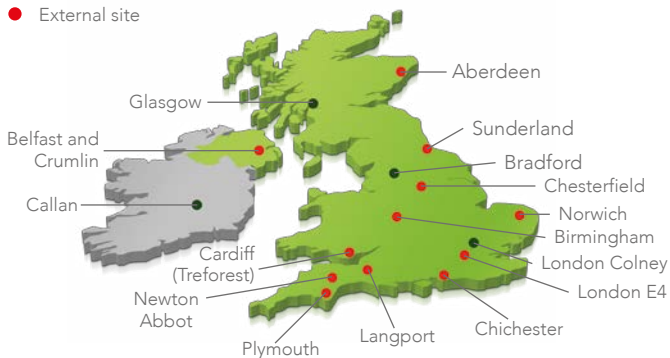 External site
Aberdeen
Glasgow
Sunderland
Belfast and
Crumlin
Bradford
Chesterfield
Callan
Norwich
Birmingham
Cardiff
(Treforest)
London Colney
London E4
Newton
Abbot
Chichester
Langport
Plymouth